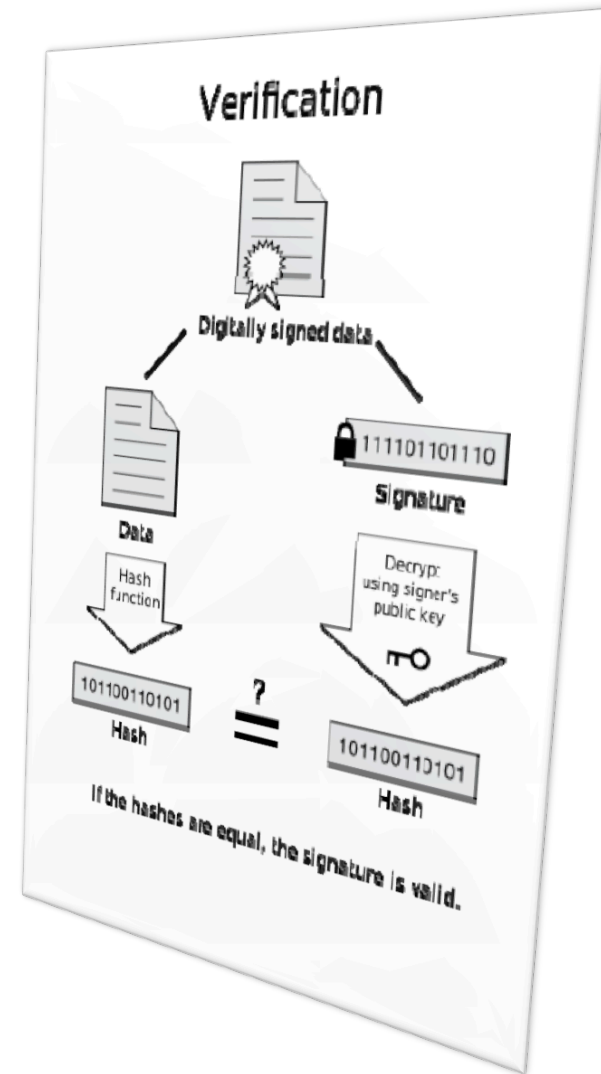 Verification
Digitally signed data
111101101110
Signature
Data
Hash
function
101100110101
Hash
Decrypt
using signer's
public key
101100110101
Hash
?
=
If the hashes are equal, the signature is valid.